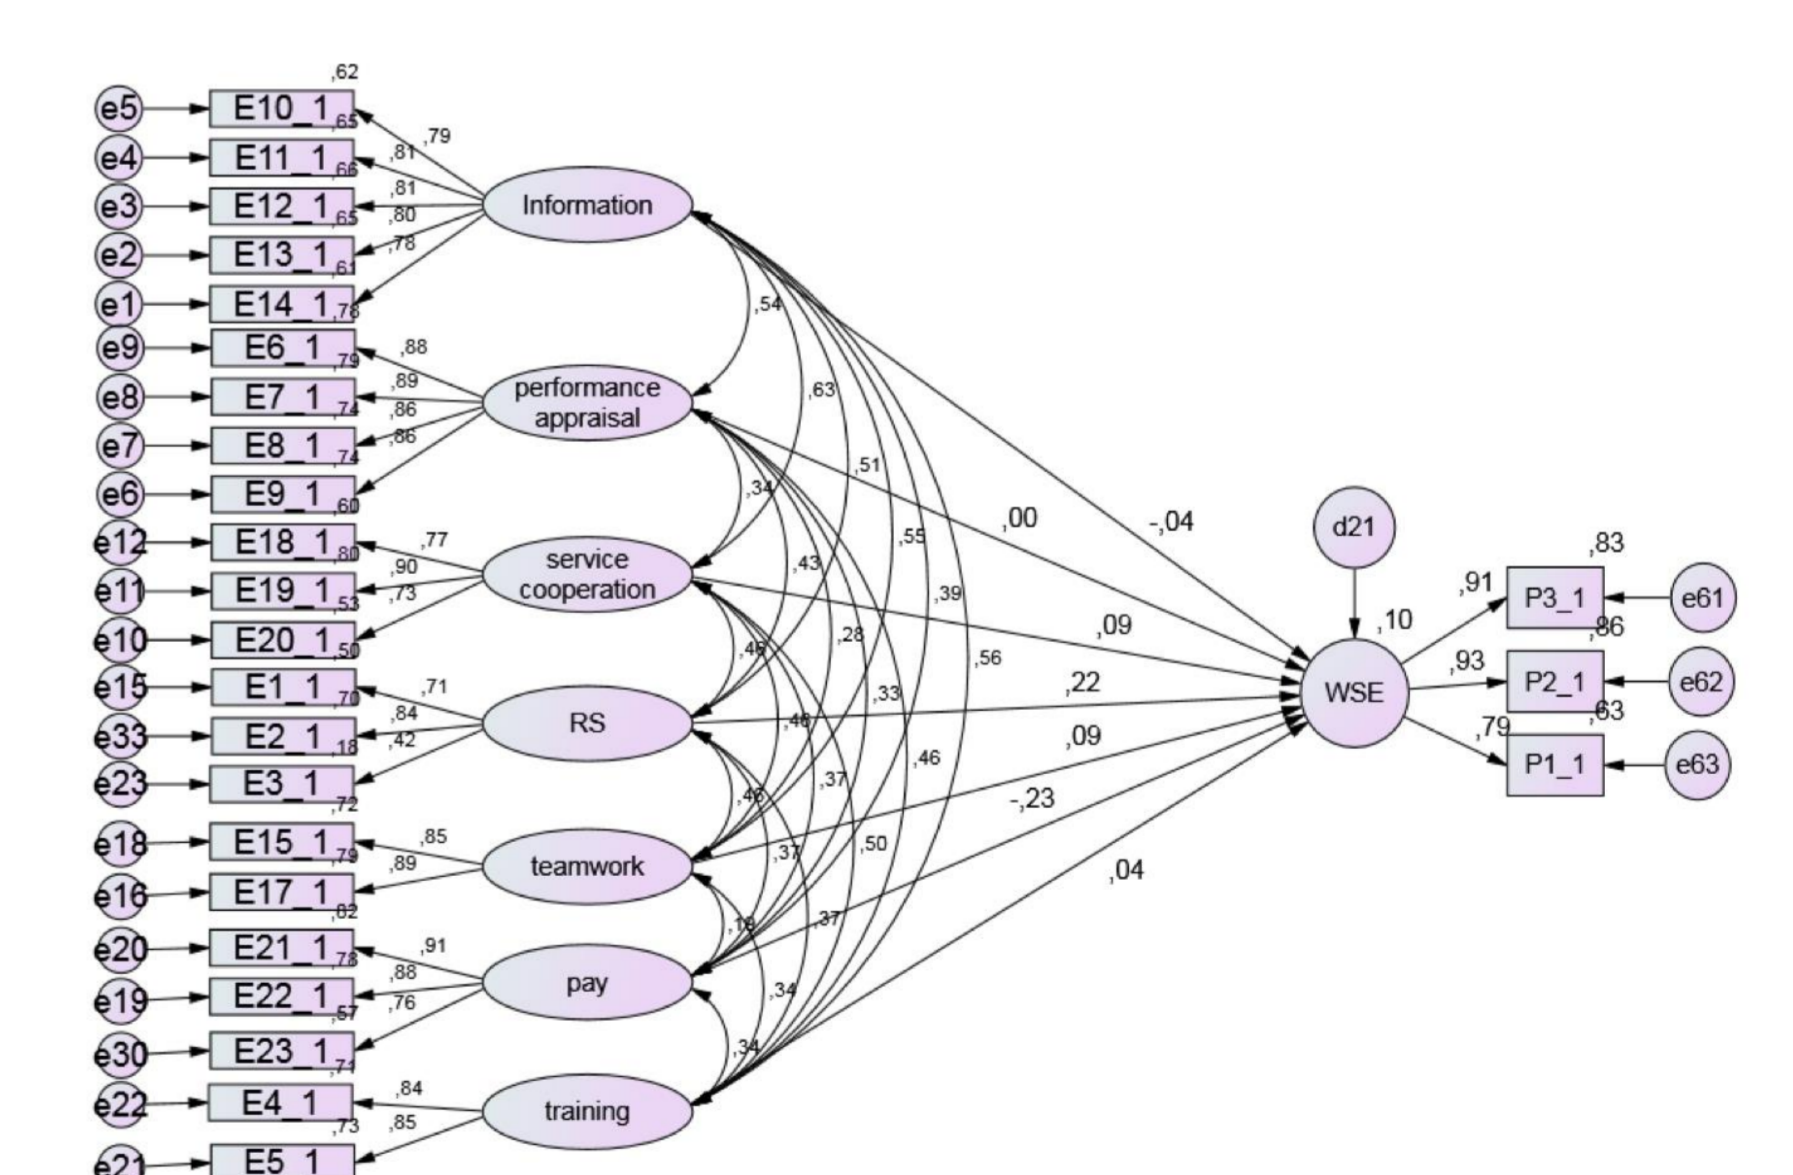 ,62
e5 E10_1 ,65
,79
e4 E11_1 ,66
,81
e3 E12_1 ,65
,81
e2 E13_1 ,61
,80
e1 E14_1 ,78
,78
Information
e9 E6_1 ,79
,88
e8 E7_1 ,74
,89
e7 E8_1 ,74
,86
e6 E9_1 ,60
,86
performance
appraisal
e12 E18_1 ,80
,77
e11 E19_1 ,53
,90
e10 E20_1 ,50
,73
service
cooperation
e15 E1_1 ,70
,71
e33 E2_1 ,18
,84
e23 E3_1 ,72
,42
RS
e18 E15_1 ,79
,85
e16 E17_1
,89
teamwork
e20 E21_1 ,78
,91
e19 E22_1 ,57
,88
e30 E23_1 ,71
,76
pay
e22 E4_1
,84
,73
e21 E5_1
,85
training
,54
,63
,51
,34
,55
,43
,39
,28
,56
,33
,46
,37
,50
,37
,37
,34
,34
,00
-,04
,09
,22
,09
-,23
,04
d21
,10
WSE
,83
,91
P3_1 e61
,86
,93
P2_1 e62
,63
,79
P1_1 e63